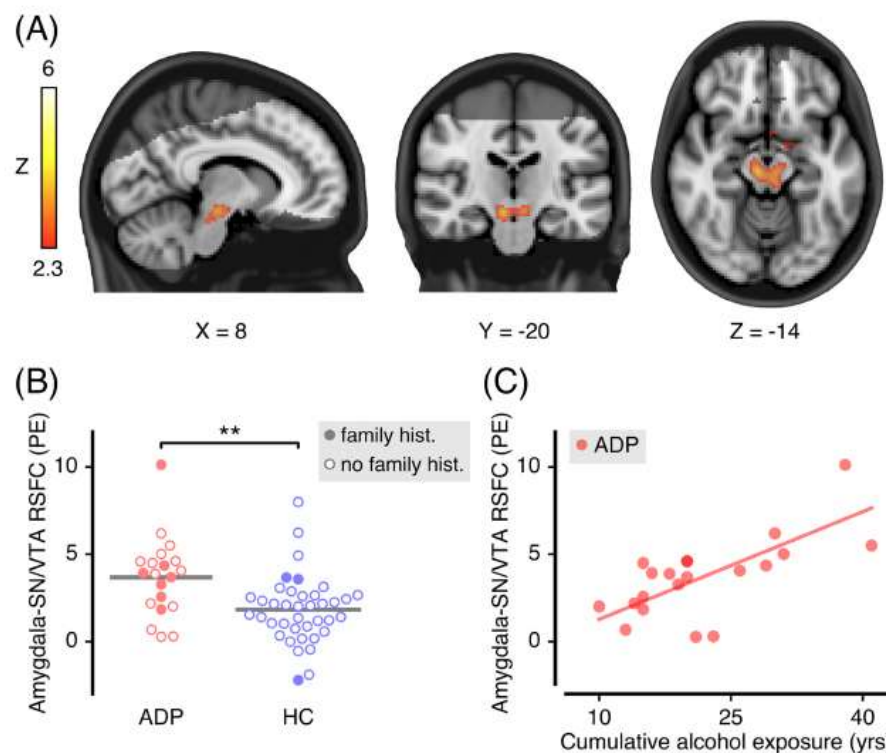 (A)
6
Z
2.3
X = 8
Y = -20
Z = -14
(B)
Amygdala-SN/VTA RSFC (PE)
10
5
0
**
family hist.
no family hist.
ADP
HC
(C)
Amygdala-SN/VTA RSFC (PE)
10
5
0
ADP
10
25
40
Cumulative alcohol exposure (yrs